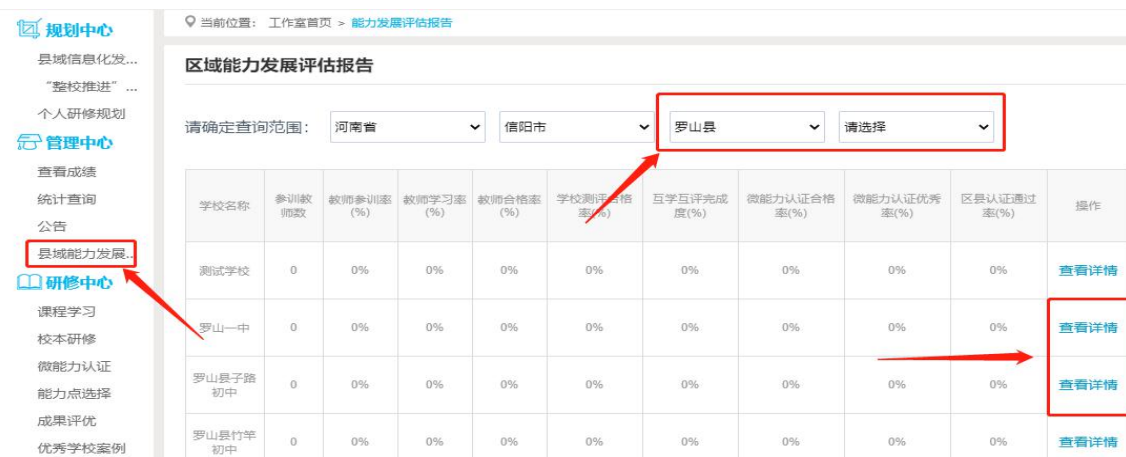 规划中心
县域信息化发...
“整校推进” ...
个人研修规划
管理中心
查看成绩
统计查询
公告
县域能力发展...
研修中心
课程学习
校本研修
微能力认证
能力点选择
成果评优
优秀学校案例
当前位置： 工作室首页 > 能力发展评估报告
区域能力发展评估报告
请确定查询范围： 河南省 信阳市 罗山县 请选择
学校名称 参训教师数 教师参训率(%) 教师学习率(%) 教师合格率(%) 学校测评合格率(%) 互学互评完成度(%) 微能力认证合格率(%) 微能力认证优秀率(%) 区县认证通过率(%) 操作
测试学校 0 0% 0% 0% 0% 0% 0% 0% 0% 查看详情
罗山一中 0 0% 0% 0% 0% 0% 0% 0% 0% 查看详情
罗山县子路初中 0 0% 0% 0% 0% 0% 0% 0% 0% 查看详情
罗山县竹竿初中 0 0% 0% 0% 0% 0% 0% 0% 0% 查看详情